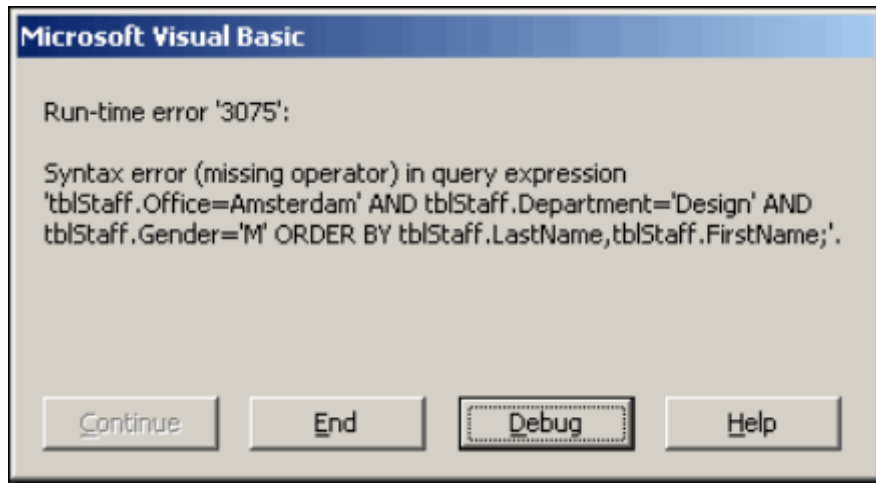 Microsoft Visual Basic
Run-time error '3075':
Syntax error (missing operator) in query expression
'tblStaff.Office=Amsterdam' AND tblStaff.Department='Design' AND
tblStaff.Gender='M' ORDER BY tblStaff.LastName,tblStaff.FirstName;'.
Continue
End
Debug
Help